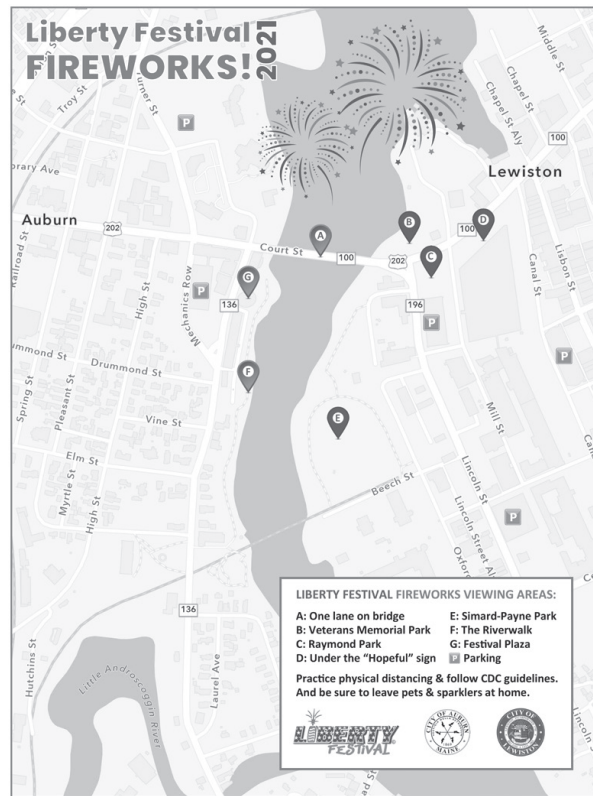 Liberty Festival
FIREWORKS!
2021
Troy St
Turner St
P
Middle St
Chapel St
Chapel St Aly
100
Lewiston
Auburn
202
Court St
A
100
202
B
100
D
C
G
136
P
Mechanics Row
High St
Railroad St
196
P
Canal St
Lisbon St
P
F
Drummond St
Spring St
Pleasant St
Vine St
E
Elm St
Myrtle St
High St
Mill St
Beech St
Lincoln St
P
Lincoln Street Al
Oxfor
136
Hutchins St
Laurel Ave
Little Androscoggin River
Lincoln S
LIBERTY FESTIVAL FIREWORKS VIEWING AREAS:
A: One lane on bridge
B: Veterans Memorial Park
C: Raymond Park
D: Under the “Hopeful” sign
E: Simard-Payne Park
F: The Riverwalk
G: Festival Plaza
P Parking
Practice physical distancing & follow CDC guidelines.
And be sure to leave pets & sparklers at home.
LIBERTY
FESTIVAL
CITY OF AUBURN
MAINE
CITY OF
LEWISTON